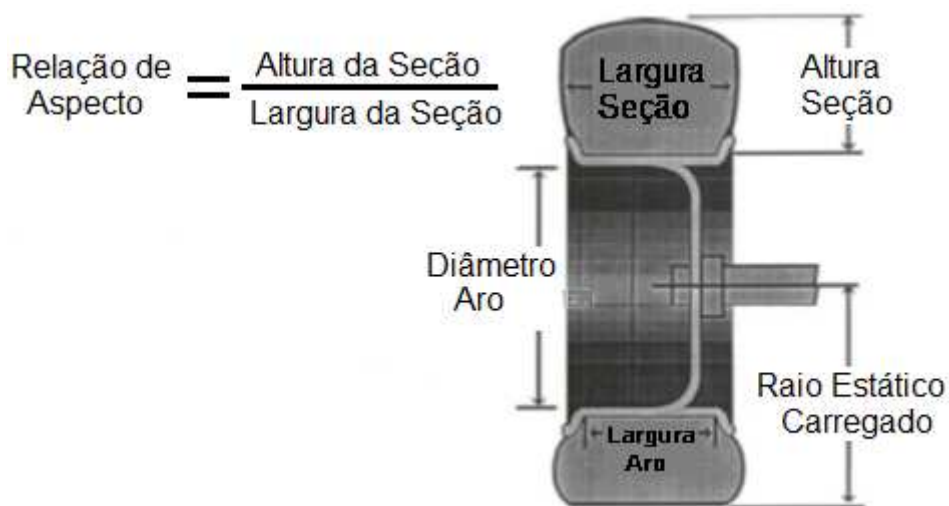 Relação de
Aspecto
=
Altura da Seção
Largura da Seção
Largura
Seção
Altura
Seção
Diâmetro
Aro
Raio Estático
Carregado
Largura
Aro